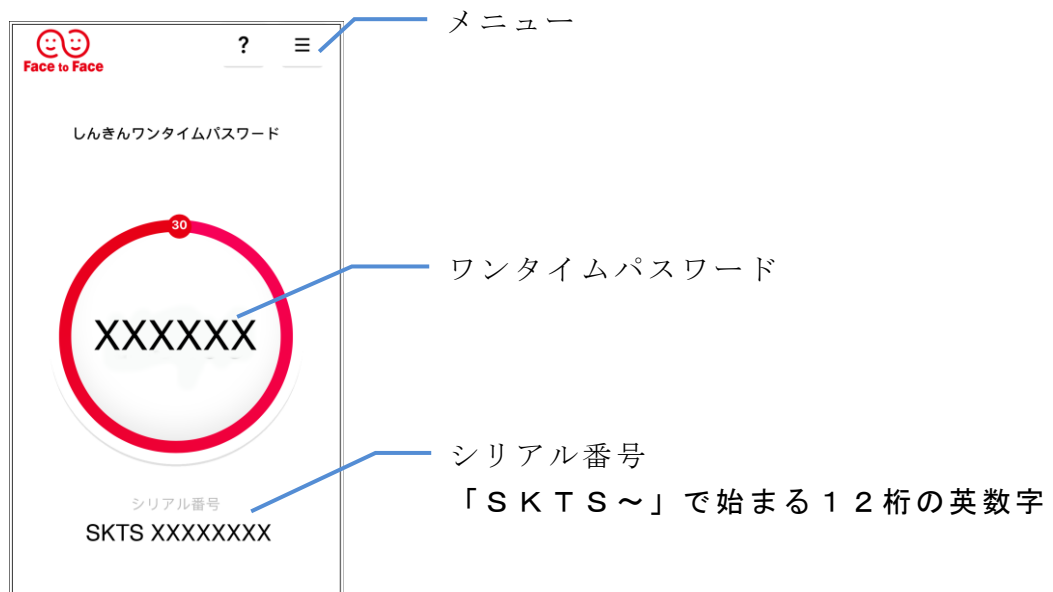 メニュー
Face to Face
? ≡
しんきんワンタイムパスワード
30
ワンタイムパスワード
XXXXXX
シリアル番号
「ＳＫＴＳ～」で始まる１２桁の英数字
シリアル番号
SKTS XXXXXXXX